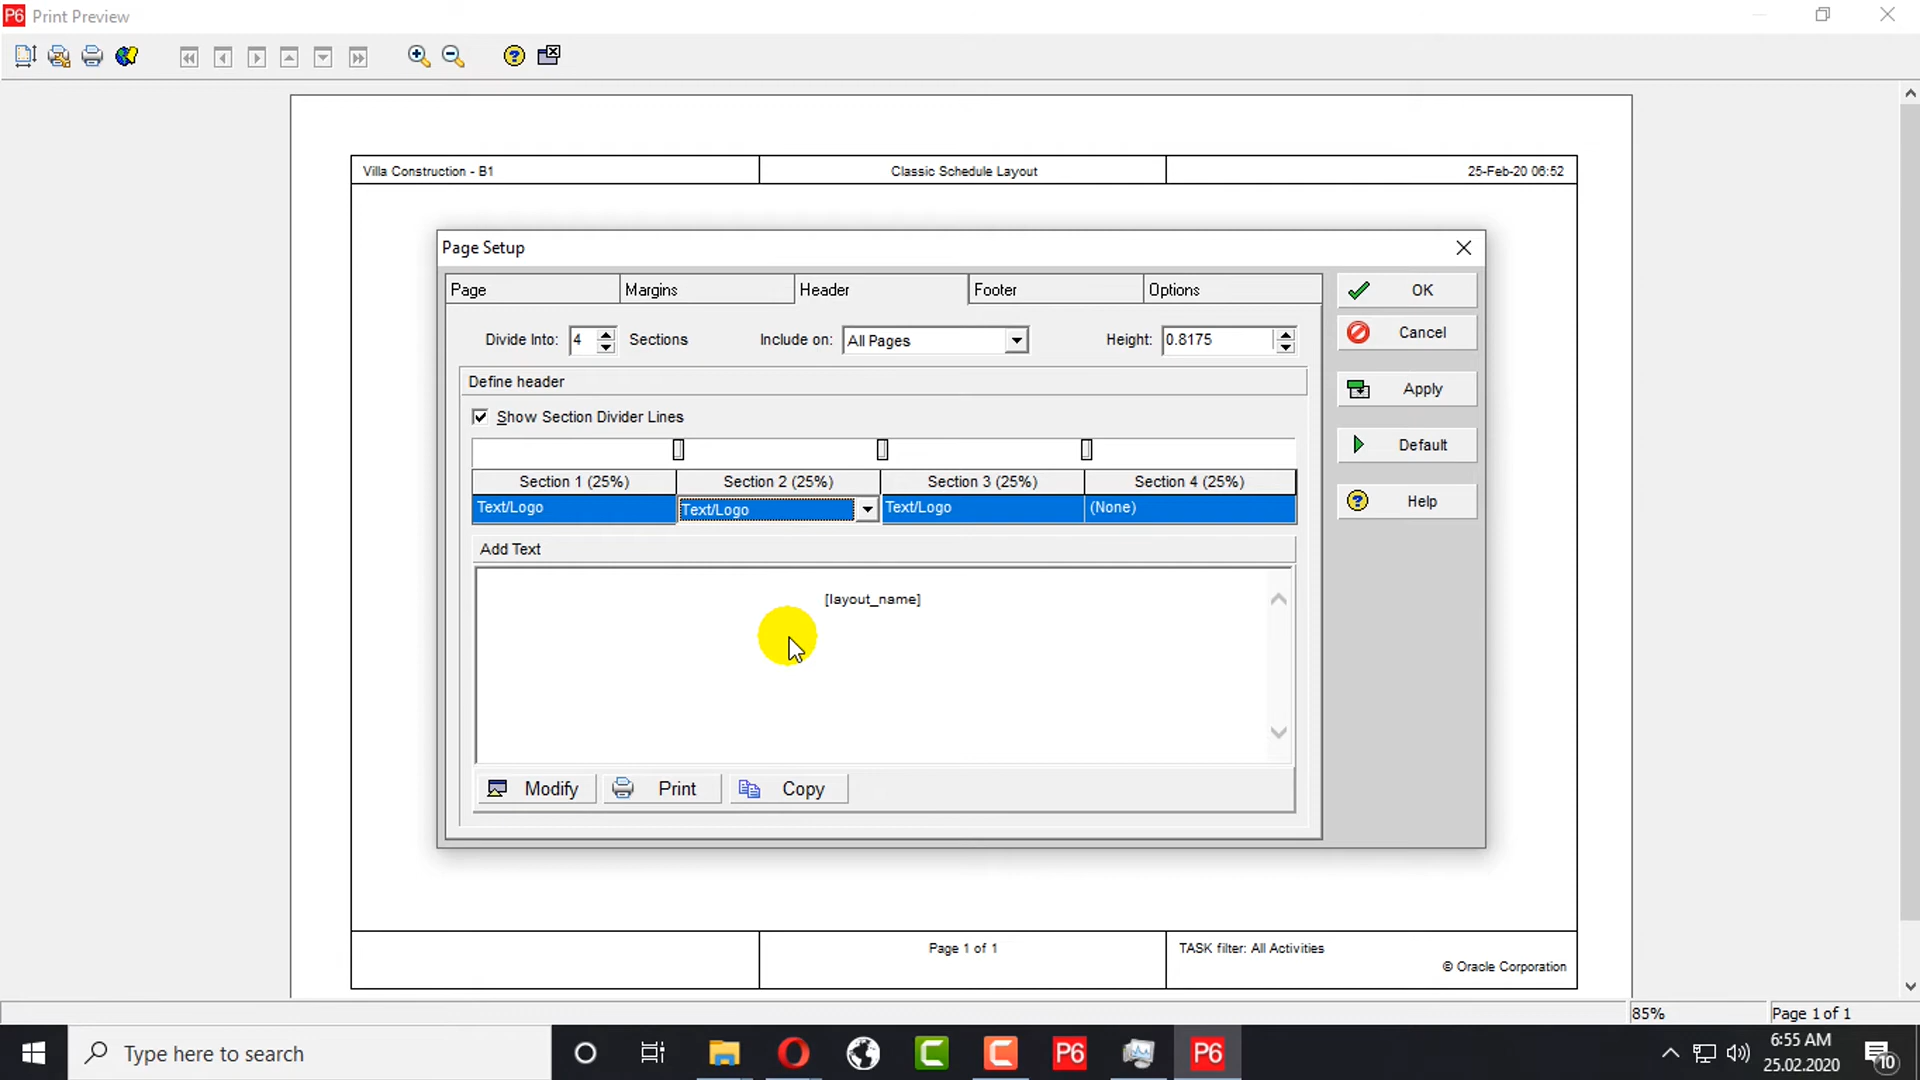 P6 Print Preview
Villa Construction - B1
Classic Schedule Layout
25-Feb-20 06:52
Page Setup
Page
Margins
Header
Footer
Options
OK
Divide Into: 4 Sections
Include on: All Pages
Height: 0.8175
Cancel
Define header
Apply
Show Section Divider Lines
Default
Section 1 (25%)
Section 2 (25%)
Section 3 (25%)
Section 4 (25%)
Text/Logo
Text/Logo
Text/Logo
(None)
Help
Add Text
[layout_name]
Modify
Print
Copy
Page 1 of 1
TASK filter: All Activities
© Oracle Corporation
85%
Page 1 of 1
Type here to search
P6
P6
6:55 AM
25.02.2020
10